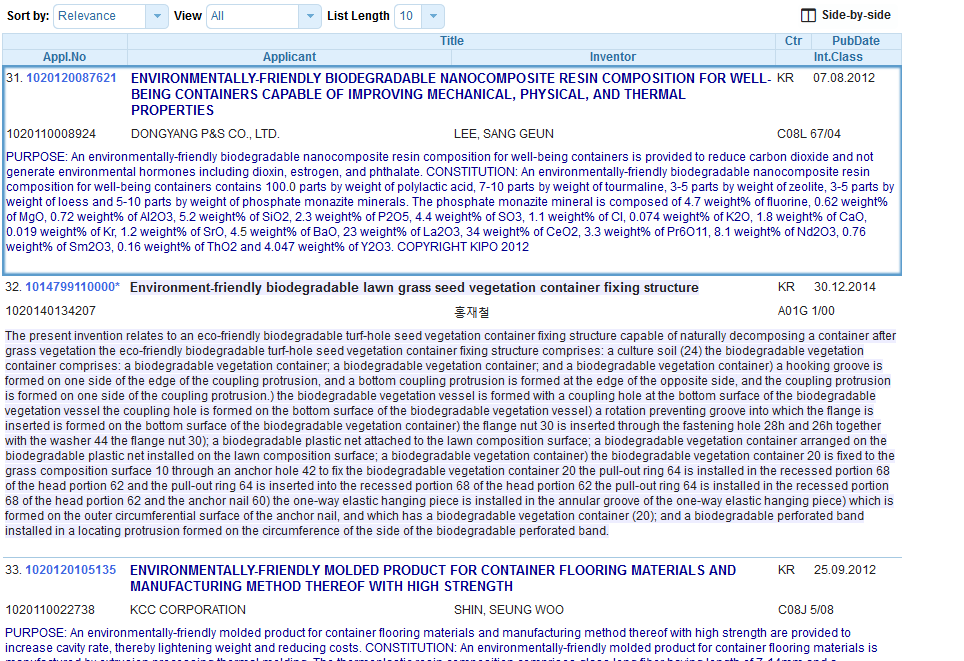 Sort by: Relevance View All List Length 10 Side-by-side
Title Ctr PubDate
Appl.No Applicant Inventor Int.Class
31. 1020120087621 ENVIRONMENTALLY-FRIENDLY BIODEGRADABLE NANOCOMPOSITE RESIN COMPOSITION FOR WELL- KR 07.08.2012
BEING CONTAINERS CAPABLE OF IMPROVING MECHANICAL, PHYSICAL, AND THERMAL
PROPERTIES
1020110008924 DONGYANG P&S CO., LTD. LEE, SANG GEUN C08L 67/04
PURPOSE: An environmentally-friendly biodegradable nanocomposite resin composition for well-being containers is provided to reduce carbon dioxide and not
generate environmental hormones including dioxin, estrogen, and phthalate. CONSTITUTION: An environmentally-friendly biodegradable nanocomposite resin
composition for well-being containers contains 100.0 parts by weight of polylactic acid, 7-10 parts by weight of tourmaline, 3-5 parts by weight of zeolite, 3-5 parts by
weight of loess and 5-10 parts by weight of phosphate monazite minerals. The phosphate monazite mineral is composed of 4.7 weight% of fluorine, 0.62 weight%
of MgO, 0.72 weight% of Al2O3, 5.2 weight% of SiO2, 2.3 weight% of P2O5, 4.4 weight% of SO3, 1.1 weight% of Cl, 0.074 weight% of K2O, 1.8 weight% of CaO,
0.019 weight% of Kr, 1.2 weight% of SrO, 4.5 weight% of BaO, 23 weight% of La2O3, 34 weight% of CeO2, 3.3 weight% of Pr6O11, 8.1 weight% of Nd2O3, 0.76
weight% of Sm2O3, 0.16 weight% of ThO2 and 4.047 weight% of Y2O3. COPYRIGHT KIPO 2012
32. 1014799110000* Environment-friendly biodegradable lawn grass seed vegetation container fixing structure KR 30.12.2014
1020140134207 홍재철 A01G 1/00
The present invention relates to an eco-friendly biodegradable turf-hole seed vegetation container fixing structure capable of naturally decomposing a container after
grass vegetation the eco-friendly biodegradable turf-hole seed vegetation container fixing structure comprises: a culture soil (24) the biodegradable vegetation
container comprises: a biodegradable vegetation container; a biodegradable vegetation container; and a biodegradable vegetation container) a hooking groove is
formed on one side of the edge of the coupling protrusion, and a bottom coupling protrusion is formed at the edge of the opposite side, and the coupling protrusion
is formed on one side of the coupling protrusion.) the biodegradable vegetation vessel is formed with a coupling hole at the bottom surface of the biodegradable
vegetation vessel the coupling hole is formed on the bottom surface of the biodegradable vegetation vessel) a rotation preventing groove into which the flange is
inserted is formed on the bottom surface of the biodegradable vegetation container) the flange nut 30 is inserted through the fastening hole 28h and 26h together
with the washer 44 the flange nut 30); a biodegradable plastic net attached to the lawn composition surface; a biodegradable vegetation container arranged on the
biodegradable plastic net installed on the lawn composition surface; a biodegradable vegetation container) the biodegradable vegetation container 20 is fixed to the
grass composition surface 10 through an anchor hole 42 to fix the biodegradable vegetation container 20 the pull-out ring 64 is installed in the recessed portion 68
of the head portion 62 and the pull-out ring 64 is inserted into the recessed portion 68 of the head portion 62 the pull-out ring 64 is installed in the recessed portion
68 of the head portion 62 and the anchor nail 60) the one-way elastic hanging piece is installed in the annular groove of the one-way elastic hanging piece) which is
formed on the outer circumferential surface of the anchor nail, and which has a biodegradable vegetation container (20); and a biodegradable perforated band
installed in a locating protrusion formed on the circumference of the side of the biodegradable perforated band.
33. 1020120105135 ENVIRONMENTALLY-FRIENDLY MOLDED PRODUCT FOR CONTAINER FLOORING MATERIALS AND KR 25.09.2012
MANUFACTURING METHOD THEREOF WITH HIGH STRENGTH
1020110022738 KCC CORPORATION SHIN, SEUNG WOO C08J 5/08
PURPOSE: An environmentally-friendly molded product for container flooring materials and manufacturing method thereof with high strength are provided to
increase cavity rate, thereby lightening weight and reducing costs. CONSTITUTION: An environmentally-friendly molded product for container flooring materials is